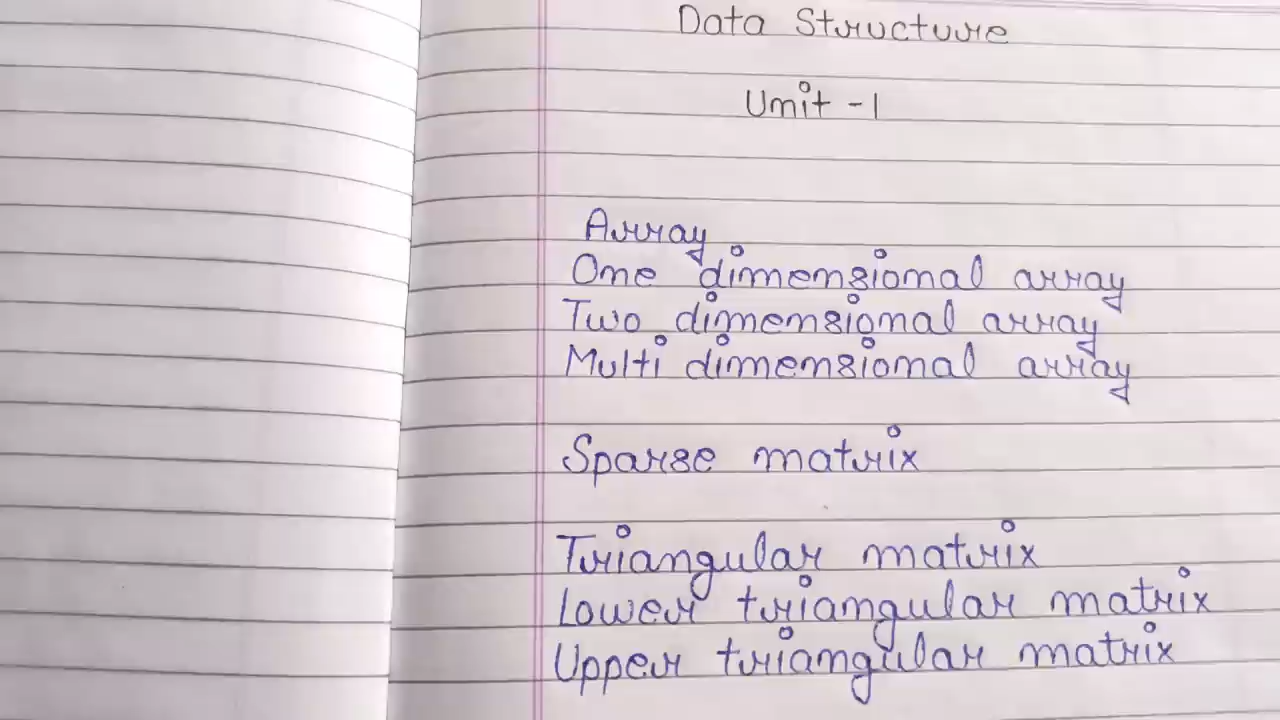 Data Structure
Unit - 1
Array
One dimensional array
Two dimensional array
Multi dimensional array
Sparse matrix
Triangular matrix
Lower triangular matrix
Upper triangular matrix